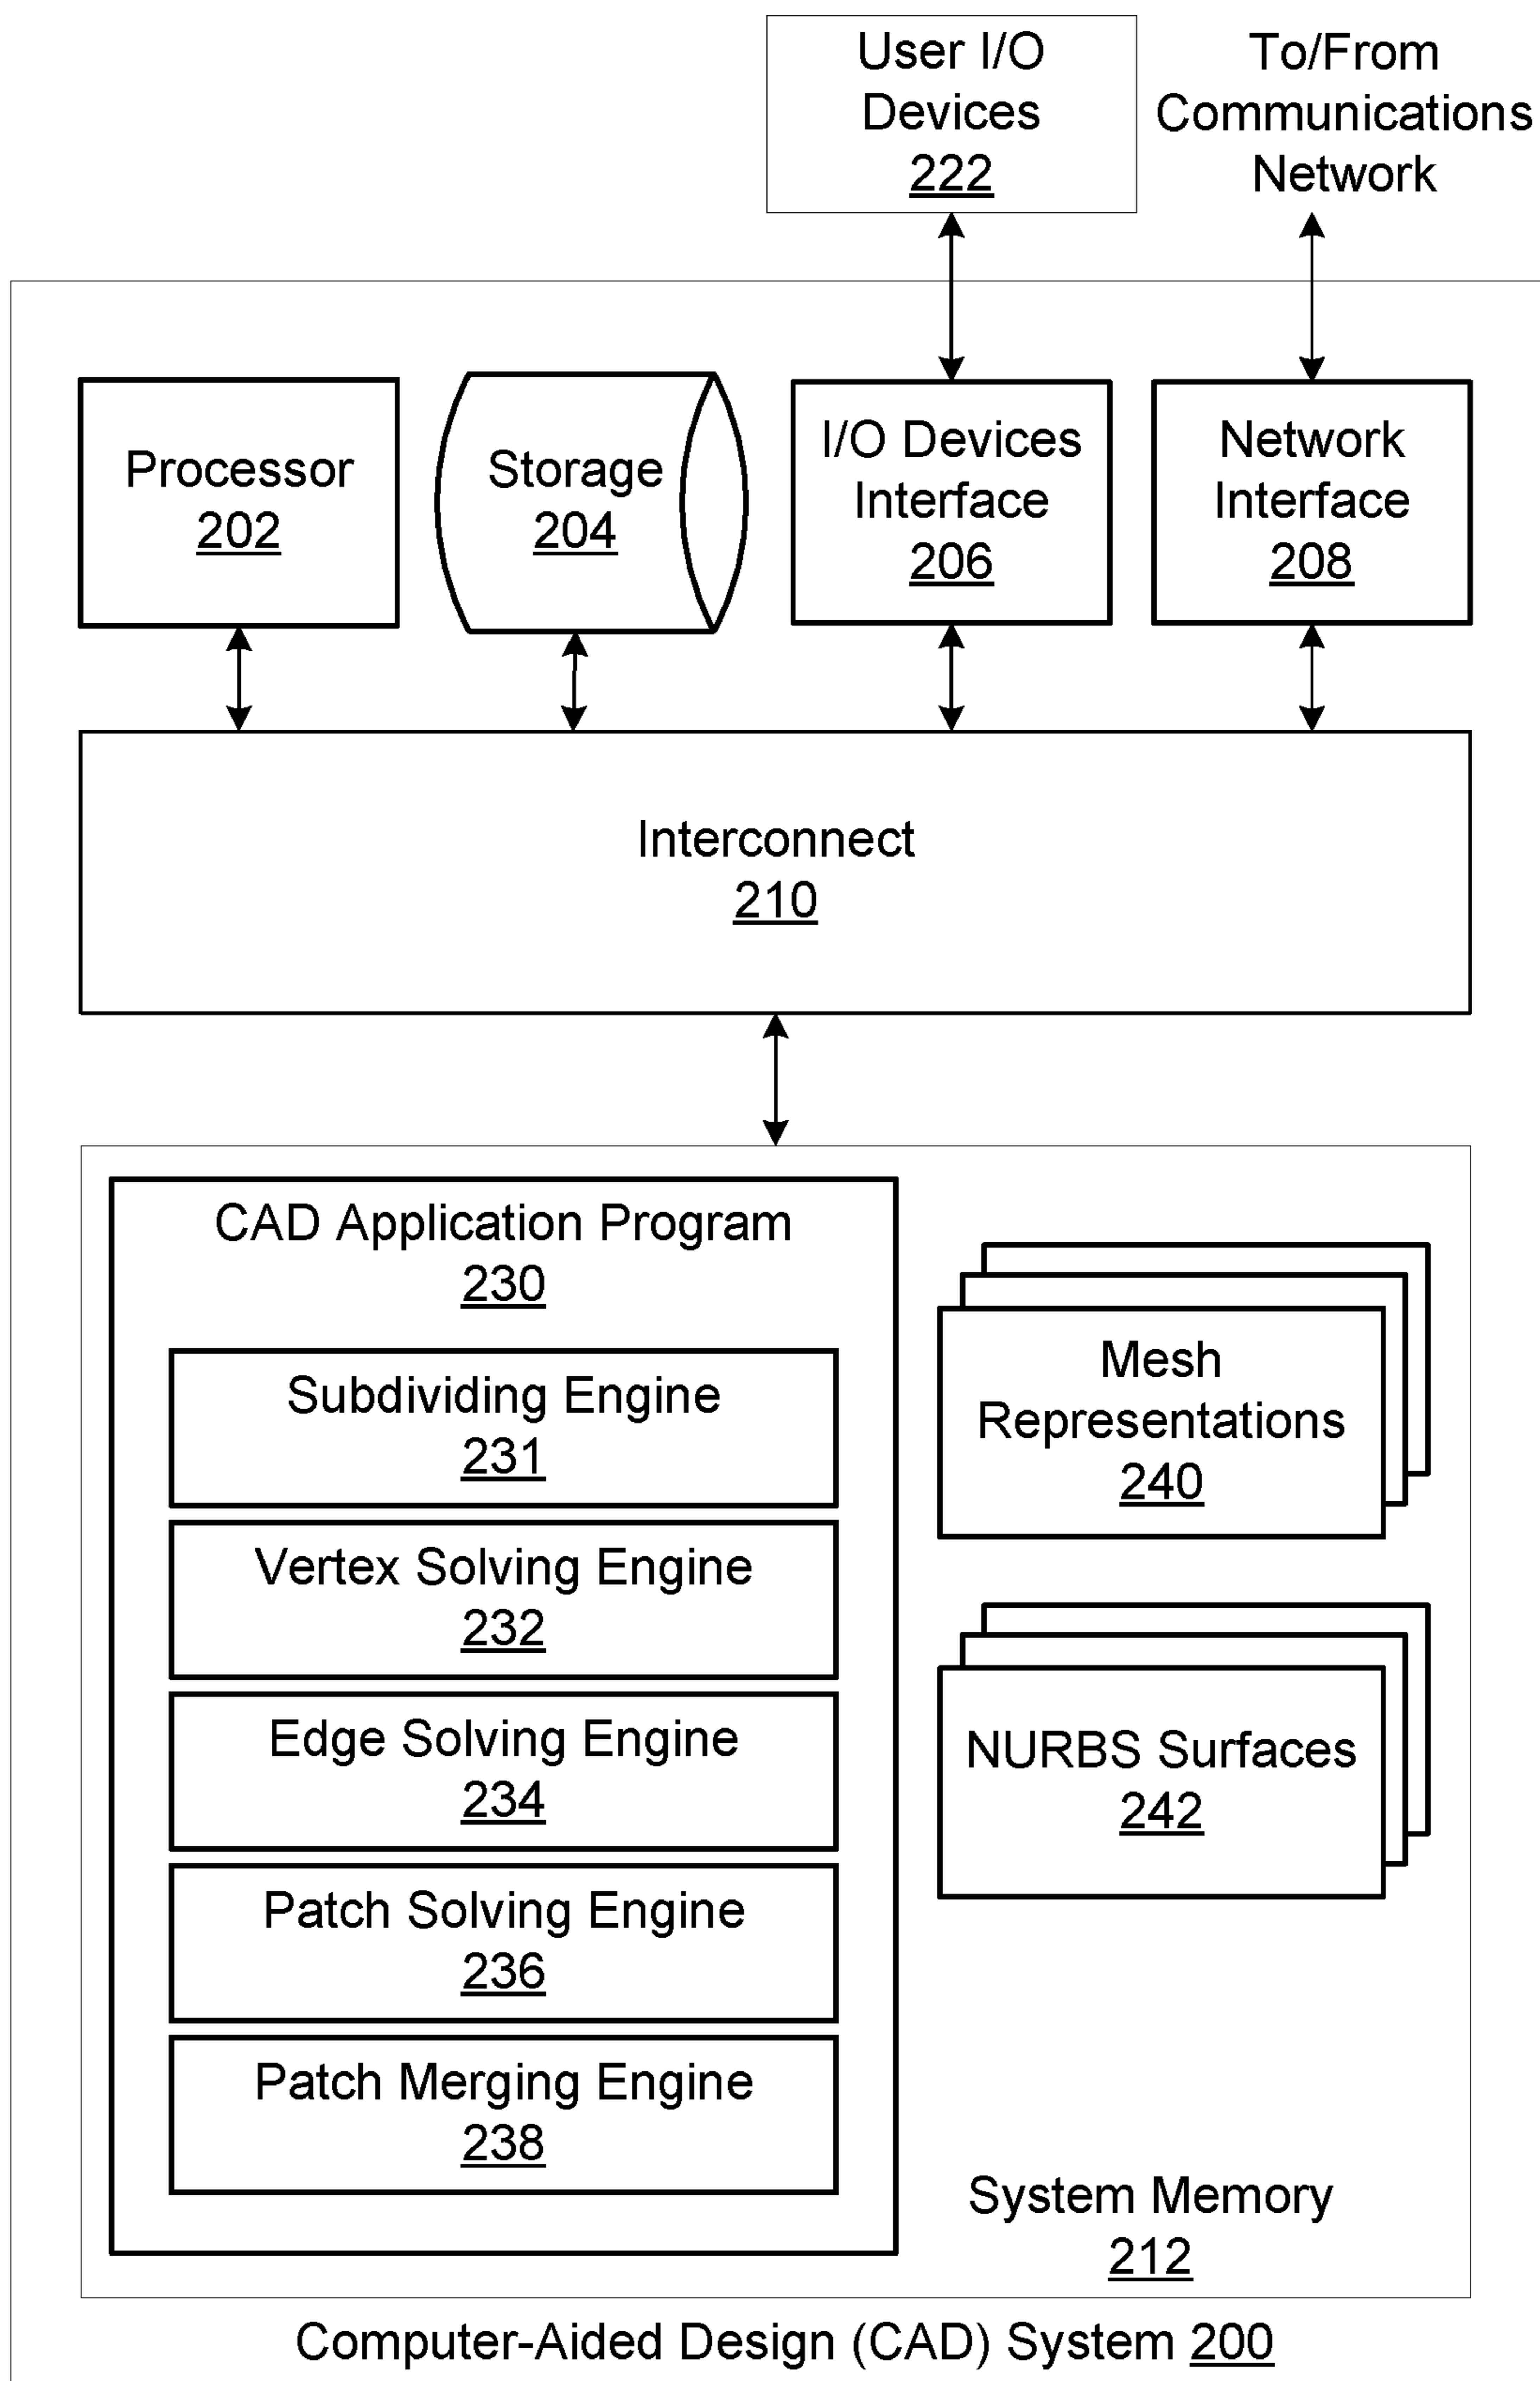 User I/O
Devices
222
To/From
Communications
Network
Processor
202
Storage
204
I/O Devices
Interface
206
Network
Interface
208
Interconnect
210
CAD Application Program
230
Subdividing Engine
231
Vertex Solving Engine
232
Edge Solving Engine
234
Patch Solving Engine
236
Patch Merging Engine
238
Mesh
Representations
240
NURBS Surfaces
242
System Memory
212
Computer-Aided Design (CAD) System 200